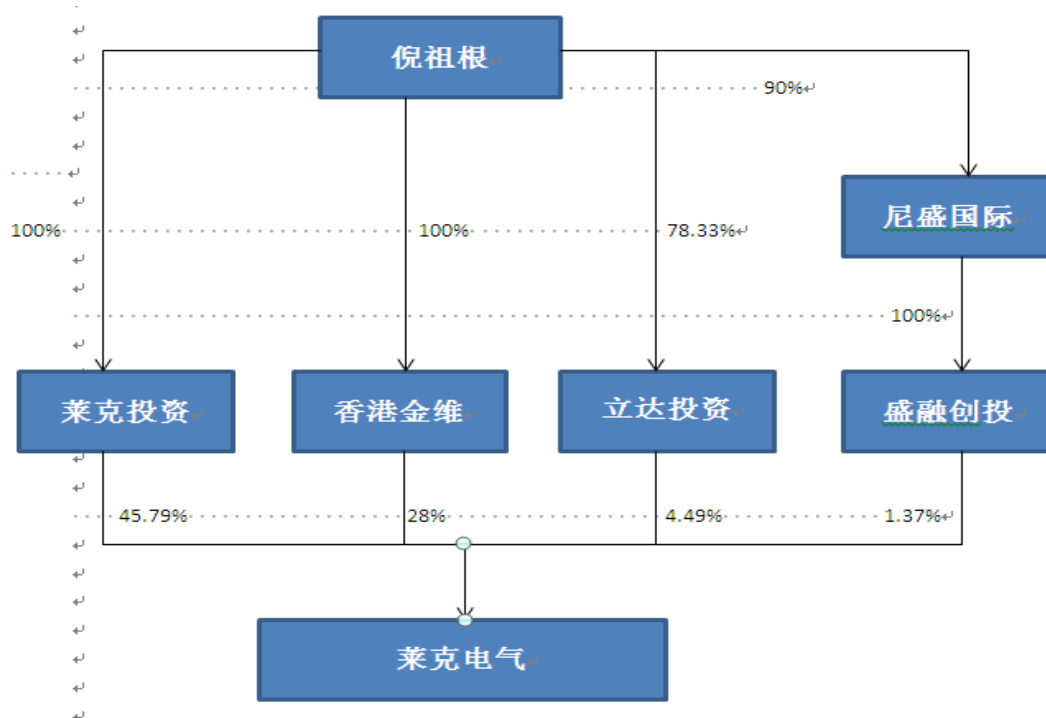 倪祖根
90%
尼盛国际
100%
100%
78.33%
100%
莱克投资
香港金维
立达投资
盛融创投
45.79%
28%
4.49%
1.37%
莱克电气